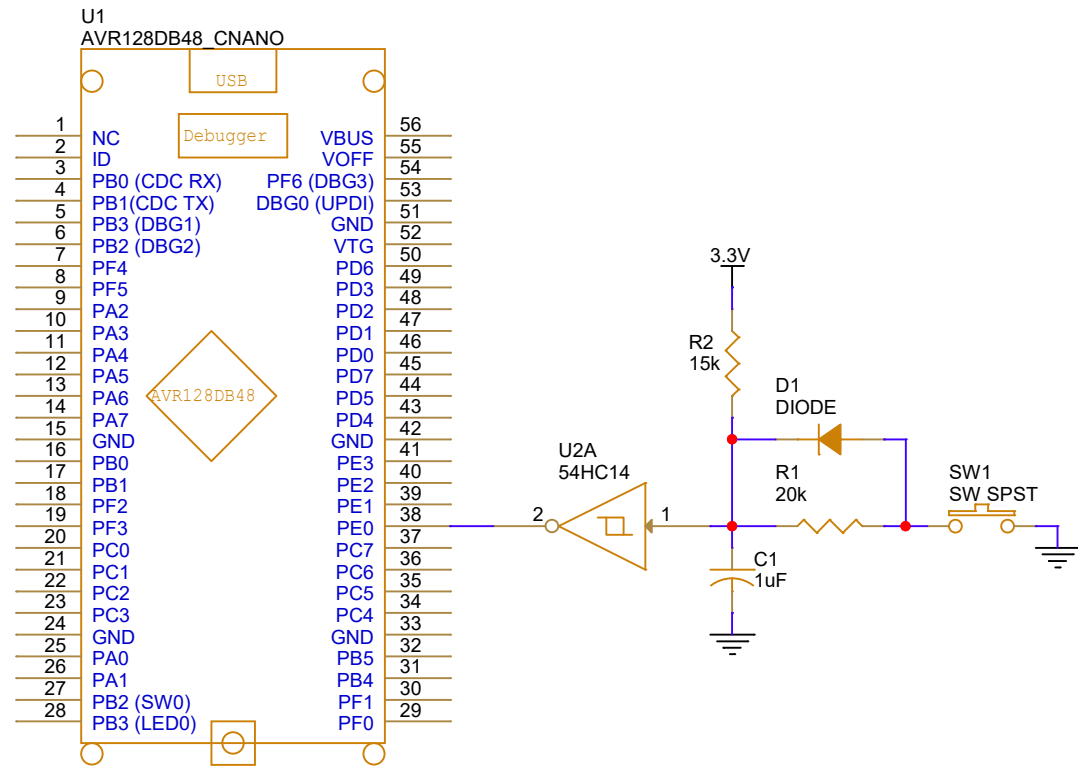 U1
AVR128DB48_CNANO
USB
Debugger
1 NC VBUS 56
2 ID VOFF 55
3 PB0 (CDC RX) PF6 (DBG3) 54
4 PB1(CDC TX) DBG0 (UPDI) 53
5 PB3 (DBG1) GND 51
6 PB2 (DBG2) VTG 52
7 PF4 PD6 50
8 PF5 PD3 49
9 PA2 PD2 48
10 PA3 PD1 47
11 PA4 PD0 46
12 PA5 PD7 45
13 PA6 AVR128DB48 PD5 44
14 PA7 PD4 43
15 GND GND 42
16 PB0 PE3 41
17 PB1 PE2 40
18 PF2 PE1 39
19 PF3 PE0 38
20 PC0 PC7 37
21 PC1 PC6 36
22 PC2 PC5 35
23 PC3 PC4 34
24 GND GND 33
25 PA0 PB5 32
26 PA1 PB4 31
27 PB2 (SW0) PF1 30
28 PB3 (LED0) PF0 29
3.3V
R2
15k
D1
DIODE
U2A
54HC14
2
1
R1
20k
SW1
SW SPST
C1
1uF